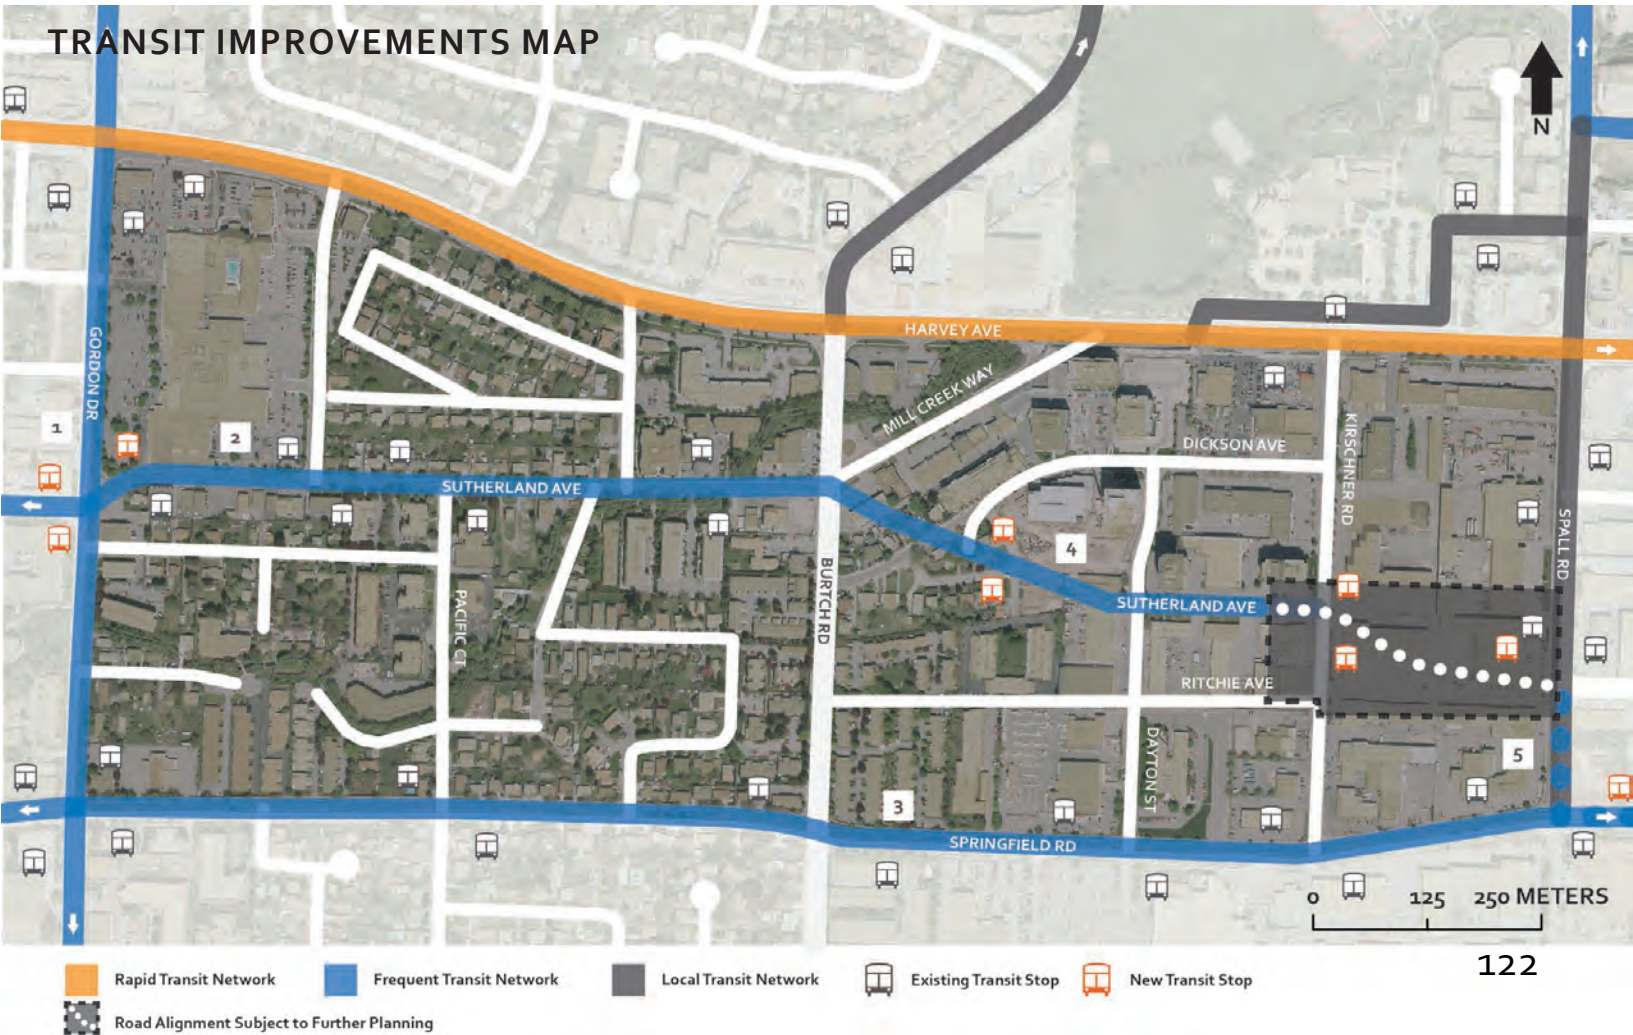 TRANSIT IMPROVEMENTS MAP
N
HARVEY AVE
GORDON DR
MILL CREEK WAY
1
2
DICKSON AVE
KIRSCHNER RD
SUTHERLAND AVE
SPALL RD
4
BURTCH RD
PACIFIC CT
SUTHERLAND AVE
RITCHIE AVE
DAYTON ST
5
3
SPRINGFIELD RD
0 125 250 METERS
122
Rapid Transit Network
Frequent Transit Network
Local Transit Network
Existing Transit Stop
New Transit Stop
Road Alignment Subject to Further Planning